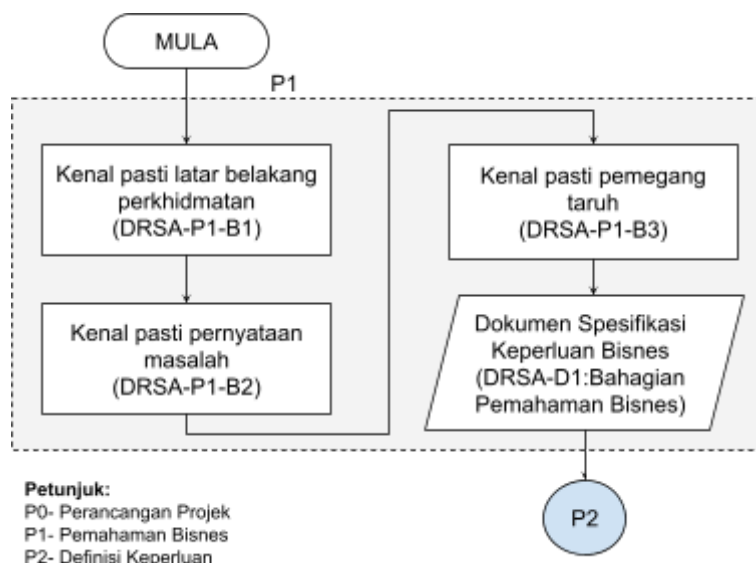 MULA
P1
Kenal pasti latar belakang
perkhidmatan
(DRSA-P1-B1)
Kenal pasti pernyataan
masalah
(DRSA-P1-B2)
Kenal pasti pemegang
taruh
(DRSA-P1-B3)
Dokumen Spesifikasi
Keperluan Bisnes
(DRSA-D1:Bahagian
Pemahaman Bisnes)
P2
Petunjuk:
P0- Perancangan Projek
P1- Pemahaman Bisnes
P2- Definisi Keperluan